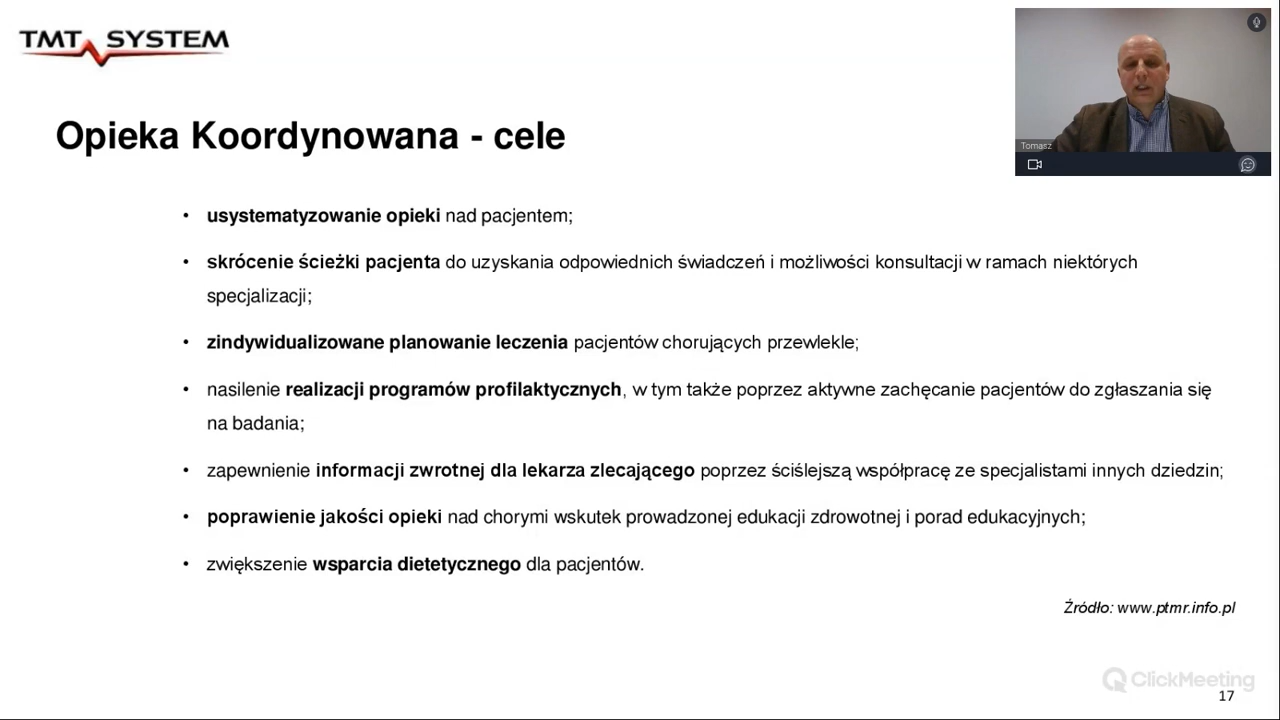 TMT SYSTEM
Tomasz
Opieka Koordynowana - cele
• usystematyzowanie opieki nad pacjentem;
• skrócenie ścieżki pacjenta do uzyskania odpowiednich świadczeń i możliwości konsultacji w ramach niektórych
specjalizacji;
• zindywidualizowane planowanie leczenia pacjentów chorujących przewlekle;
• nasilenie realizacji programów profilaktycznych, w tym także poprzez aktywne zachęcanie pacjentów do zgłaszania się
na badania;
• zapewnienie informacji zwrotnej dla lekarza zlecającego poprzez ściślejszą współpracę ze specjalistami innych dziedzin;
• poprawienie jakości opieki nad chorymi wskutek prowadzonej edukacji zdrowotnej i porad edukacyjnych;
• zwiększenie wsparcia dietetycznego dla pacjentów.
Źródło: www.ptmr.info.pl
ClickMeeting
17